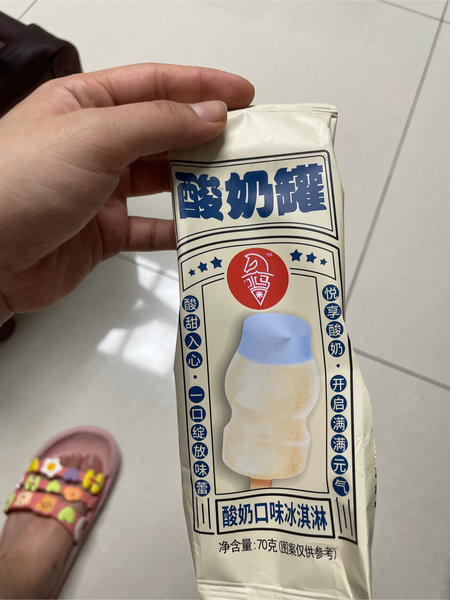 酸奶罐
TM
酸甜入心·一口绽放味蕾
悦享酸奶·开启满满元气
酸奶口味冰淇淋
净含量:70克(图案仅供参考)